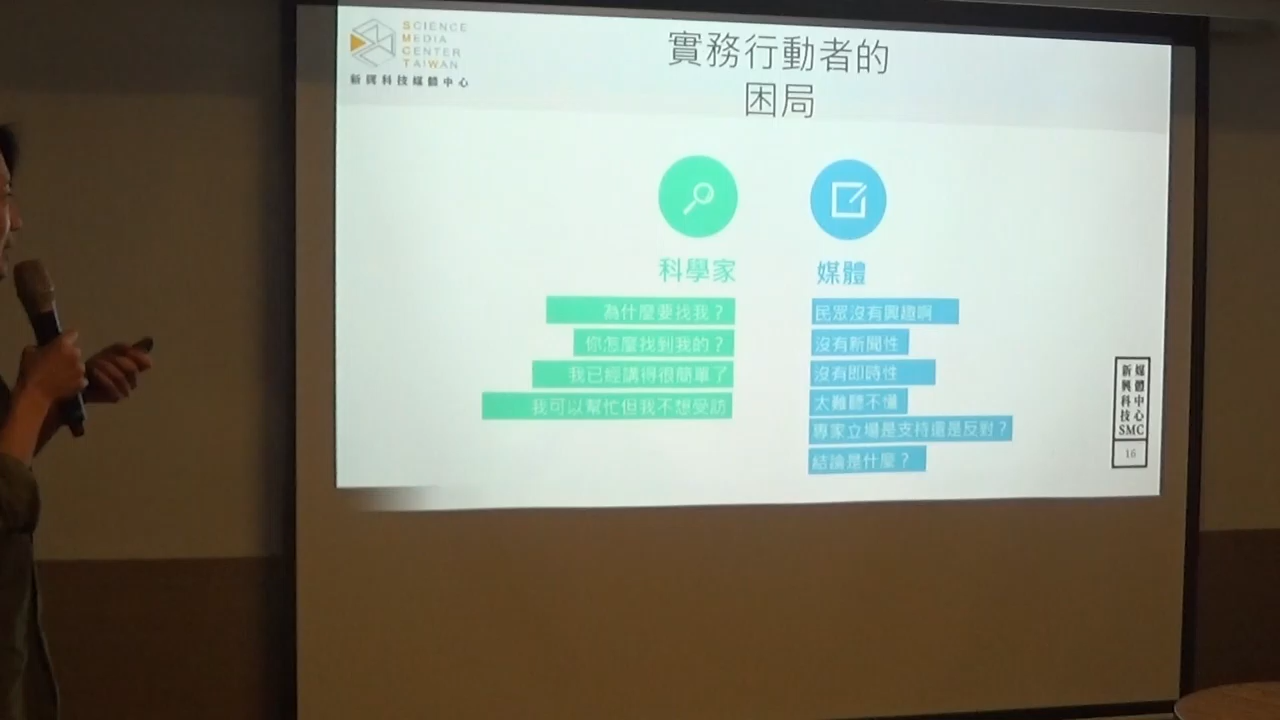 SCIENCE
MEDIA
CENTER
TAIWAN
新興科技媒體中心
實務行動者的
困局
科學家
為什麼要找我？
你怎麼找到我的？
我已經講得很簡單了
我可以幫忙但我不想受訪
媒體
民眾沒有興趣啊
沒有新聞性
沒有即時性
太難聽不懂
專家立場是支持還是反對？
結論是什麼？
新興科技
媒體中心
SMC
16